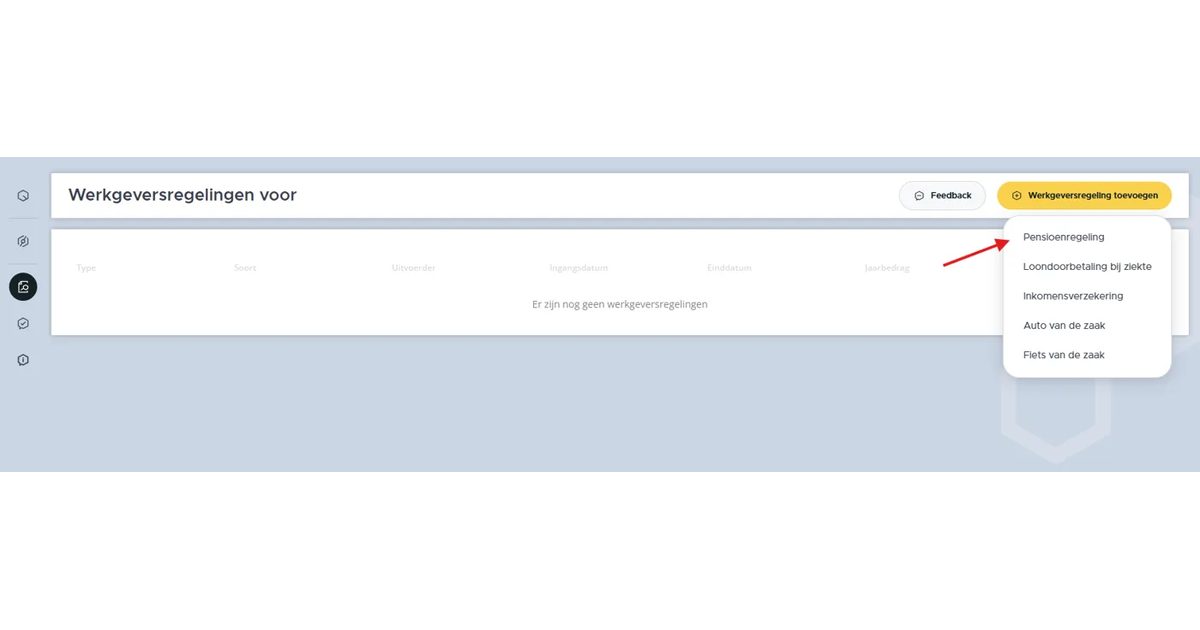 Werkgeversregelingen voor
Feedback
Werkgeversregeling toevoegen
Pensioenregeling
Loondoorbetaling bij ziekte
Inkomensverzekering
Auto van de zaak
Fiets van de zaak
Type Soort Uitvoerder Ingangsdatum Einddatum Jaarbedrag
Er zijn nog geen werkgeversregelingen